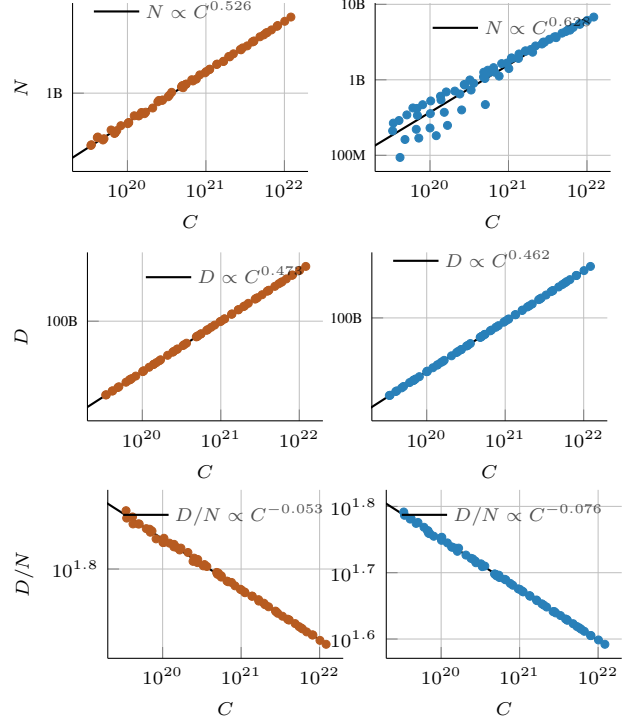 10B
N ∝ C^0.526
N ∝ C^0.628
N
1B
1B
100M
10^20 10^21 10^22
10^20 10^21 10^22
C
C
D ∝ C^0.473
D ∝ C^0.462
D
100B
100B
10^20 10^21 10^22
10^20 10^21 10^22
C
C
D/N ∝ C^−0.053
10^1.8
D/N ∝ C^−0.076
D/N
10^1.8
10^1.7
10^1.6
10^20 10^21 10^22
10^20 10^21 10^22
C
C